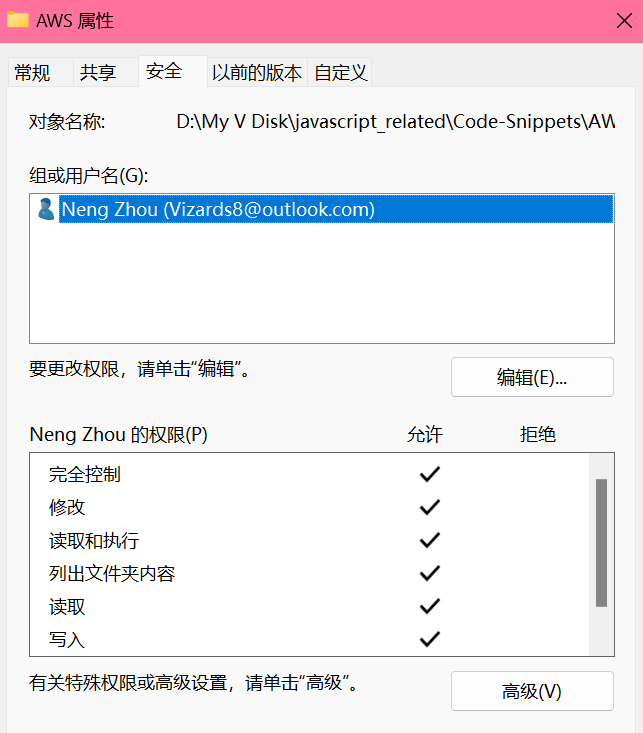 AWS 属性
常规 共享 安全 以前的版本 自定义
对象名称: D:\My V Disk\javascript_related\Code-Snippets\AW
组或用户名(G):
Neng Zhou (Vizards8@outlook.com)
要更改权限，请单击“编辑”。 编辑(E)...
Neng Zhou 的权限(P) 允许 拒绝
完全控制
修改
读取和执行
列出文件夹内容
读取
写入
有关特殊权限或高级设置，请单击“高级”。 高级(V)